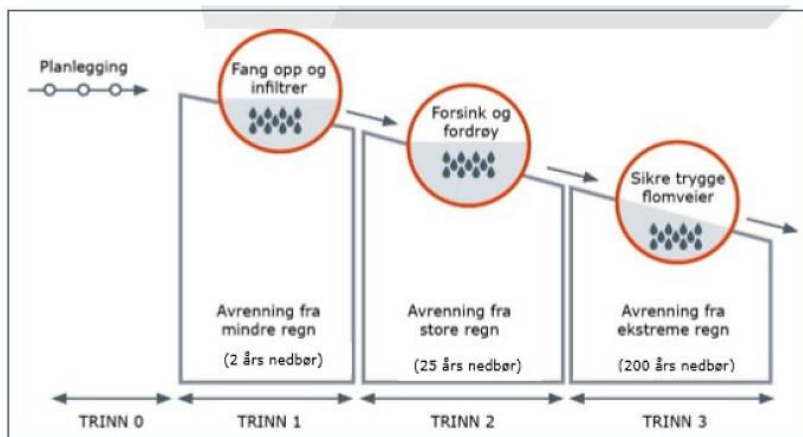 Planlegging
Fang opp og
infiltrer
Forsink og
fordrøy
Sikre trygge
flomveier
Avrenning fra
mindre regn
(2 års nedbør)
Avrenning fra
store regn
(25 års nedbør)
Avrenning fra
ekstreme regn
(200 års nedbør)
TRINN 0
TRINN 1
TRINN 2
TRINN 3